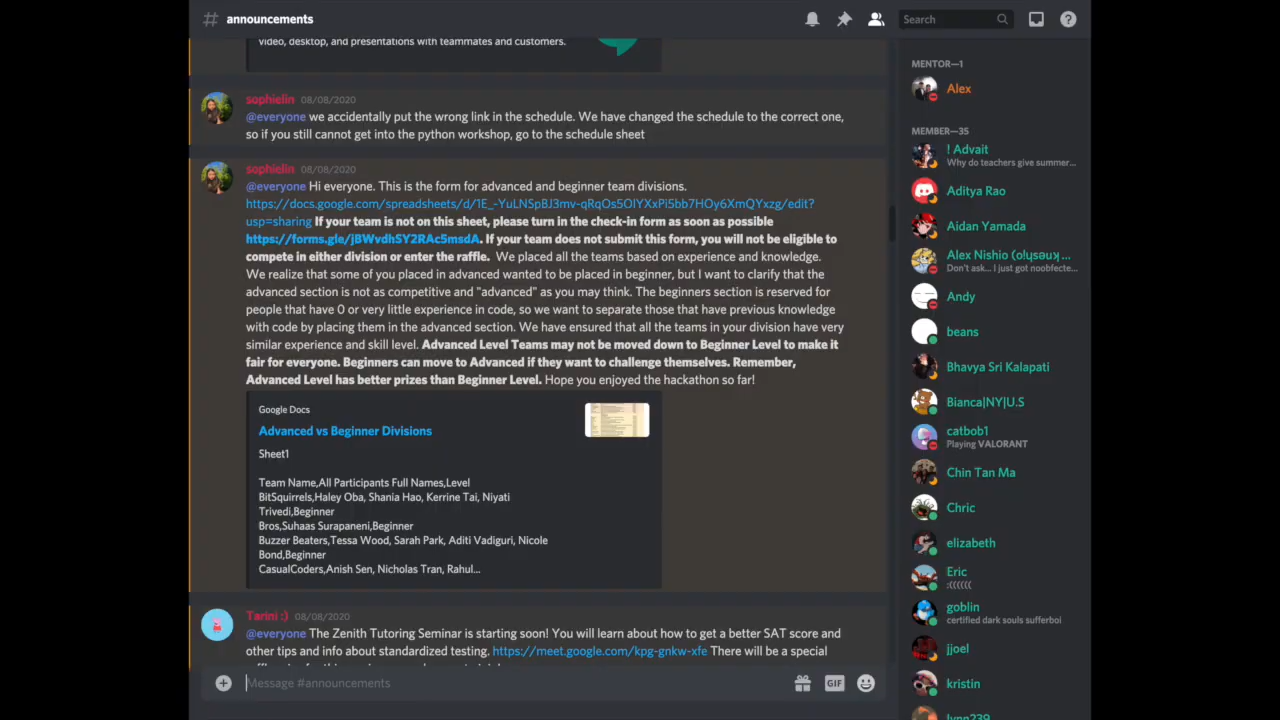 announcements
Search
video, desktop, and presentations with teammates and customers.
sophielin 08/08/2020
@everyone we accidentally put the wrong link in the schedule. We have changed the schedule to the correct one,
so if you still cannot get into the python workshop, go to the schedule sheet
sophielin 08/08/2020
@everyone Hi everyone. This is the form for advanced and beginner team divisions.
https://docs.google.com/spreadsheets/d/1E_-YuLNSpBJ3mv-qRqOs5OIYXxPi5bb7HOy6XmQYxzg/edit?
usp=sharing If your team is not on this sheet, please turn in the check-in form as soon as possible
https://forms.gle/jBWvdhSY2RAc5msdA. If your team does not submit this form, you will not be eligible to
compete in either division or enter the raffle. We placed all the teams based on experience and knowledge.
We realize that some of you placed in advanced wanted to be placed in beginner, but I want to clarify that the
advanced section is not as competitive and "advanced" as you may think. The beginners section is reserved for
people that have 0 or very little experience in code, so we want to separate those that have previous knowledge
with code by placing them in the advanced section. We have ensured that all the teams in your division have very
similar experience and skill level. Advanced Level Teams may not be moved down to Beginner Level to make it
fair for everyone. Beginners can move to Advanced if they want to challenge themselves. Remember,
Advanced Level has better prizes than Beginner Level. Hope you enjoyed the hackathon so far!
Google Docs
Advanced vs Beginner Divisions
Sheet1
Team Name,All Participants Full Names,Level
BitSquirrels,Haley Oba, Shania Hao, Kerrine Tai, Niyati
Trivedi,Beginner
Bros,Suhaas Surapaneni,Beginner
Buzzer Beaters,Tessa Wood, Sarah Park, Aditi Vadiguri, Nicole
Bond,Beginner
CasualCoders,Anish Sen, Nicholas Tran, Rahul...
Tarini :) 08/08/2020
@everyone The Zenith Tutoring Seminar is starting soon! You will learn about how to get a better SAT score and
other tips and info about standardized testing. https://meet.google.com/kpg-gnkw-xfe There will be a special
Message #announcements
GIF
MENTOR—1
Alex
MEMBER—35
! Advait
Why do teachers give summer...
Aditya Rao
Aidan Yamada
Alex Nishio
Don't ask... I just got noobfecte...
Andy
beans
Bhavya Sri Kalapati
Bianca|NY|U.S
catbob1
Playing VALORANT
Chin Tan Ma
Chric
elizabeth
Eric
:((((((
goblin
certified dark souls sufferboi
jjoel
kristin
lynn239